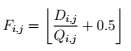 $F_{i,j} = \left\lfloor \frac{D_{i,j}}{Q_{i,j}} + 0.5 \right\rfloor$